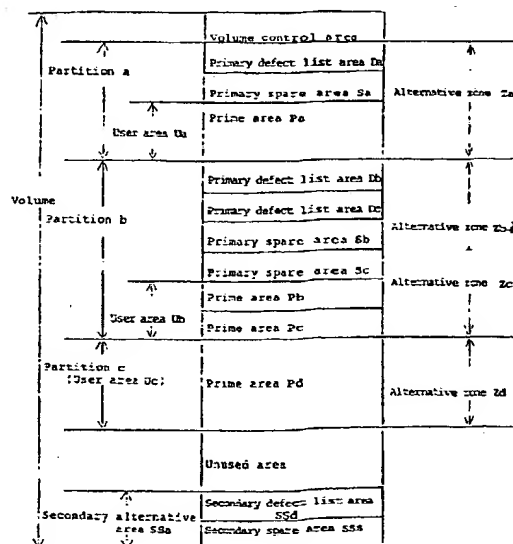 Volume control area
Partition a
Primary defect list area Da
Primary spare area Sa
Alternative zone Za
Prime area Pa
User area Ua
Volume
Partition b
Primary defect list area Db
Primary defect list area Dc
Primary spare area Sb
Alternative zone Zb
Primary spare area Sc
Alternative zone Zc
Prime area Pb
User area Ub
Prime area Pc
Partition c
(User area Uc)
Prime area Pd
Alternative zone Zd
Unused area
Secondary alternative
area SSa
Secondary defect list area
SSd
Secondary spare area SSs